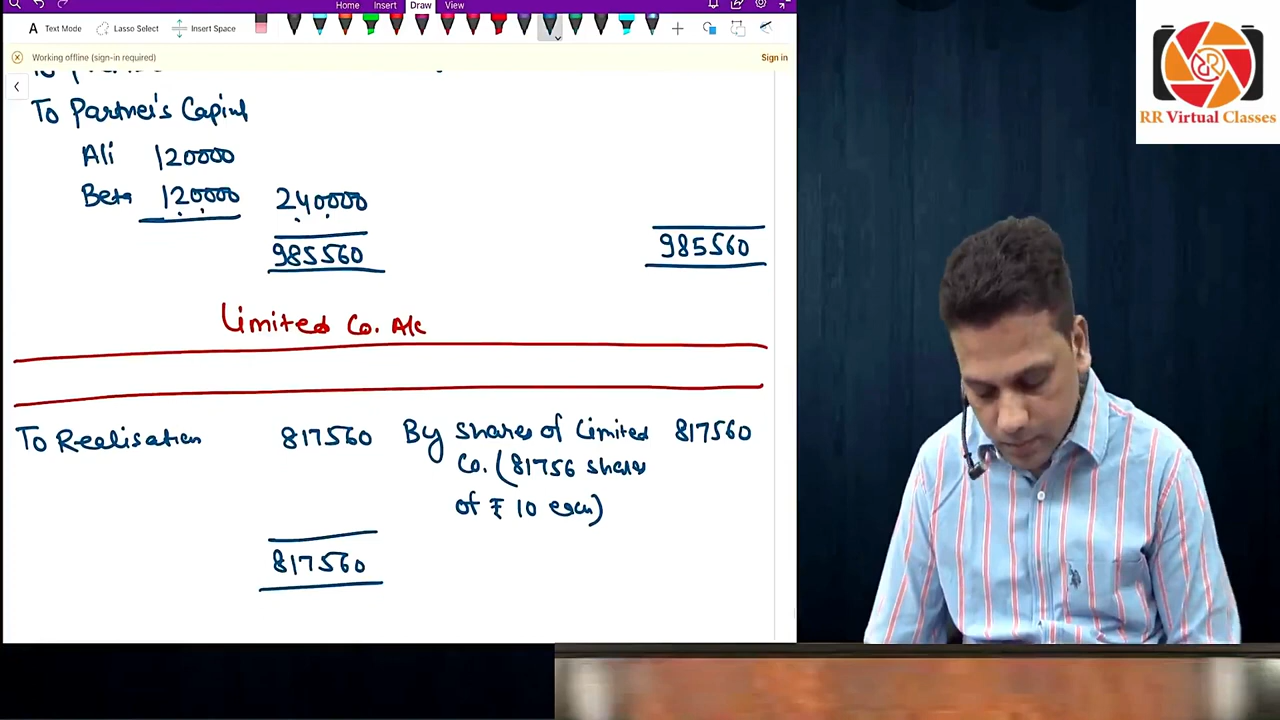 Home Insert Draw View
Text Mode Lasso Select Insert Space
Working offline (sign-in required) Sign in
To Partner's Capital
Ali 120000
Beta 120000 240000
985560 985560
Limited Co. A/c
To Realisation 817560 By Shares of Limited 817560
Co. (81756 shares
of ₹ 10 each)
817560
RR Virtual Classes